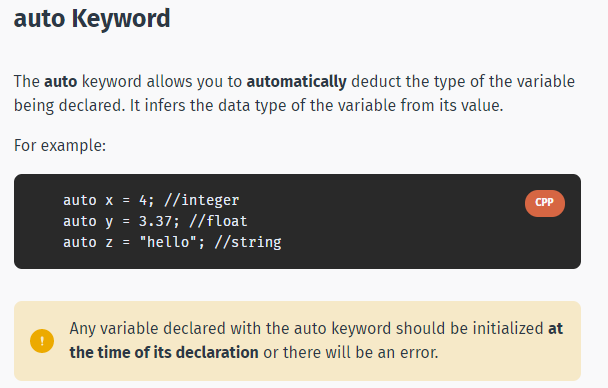 auto Keyword
The auto keyword allows you to automatically deduct the type of the variable
being declared. It infers the data type of the variable from its value.
For example:
auto x = 4; //integer
CPP
auto y = 3.37; //float
auto z = "hello"; //string
!
Any variable declared with the auto keyword should be initialized at
the time of its declaration or there will be an error.